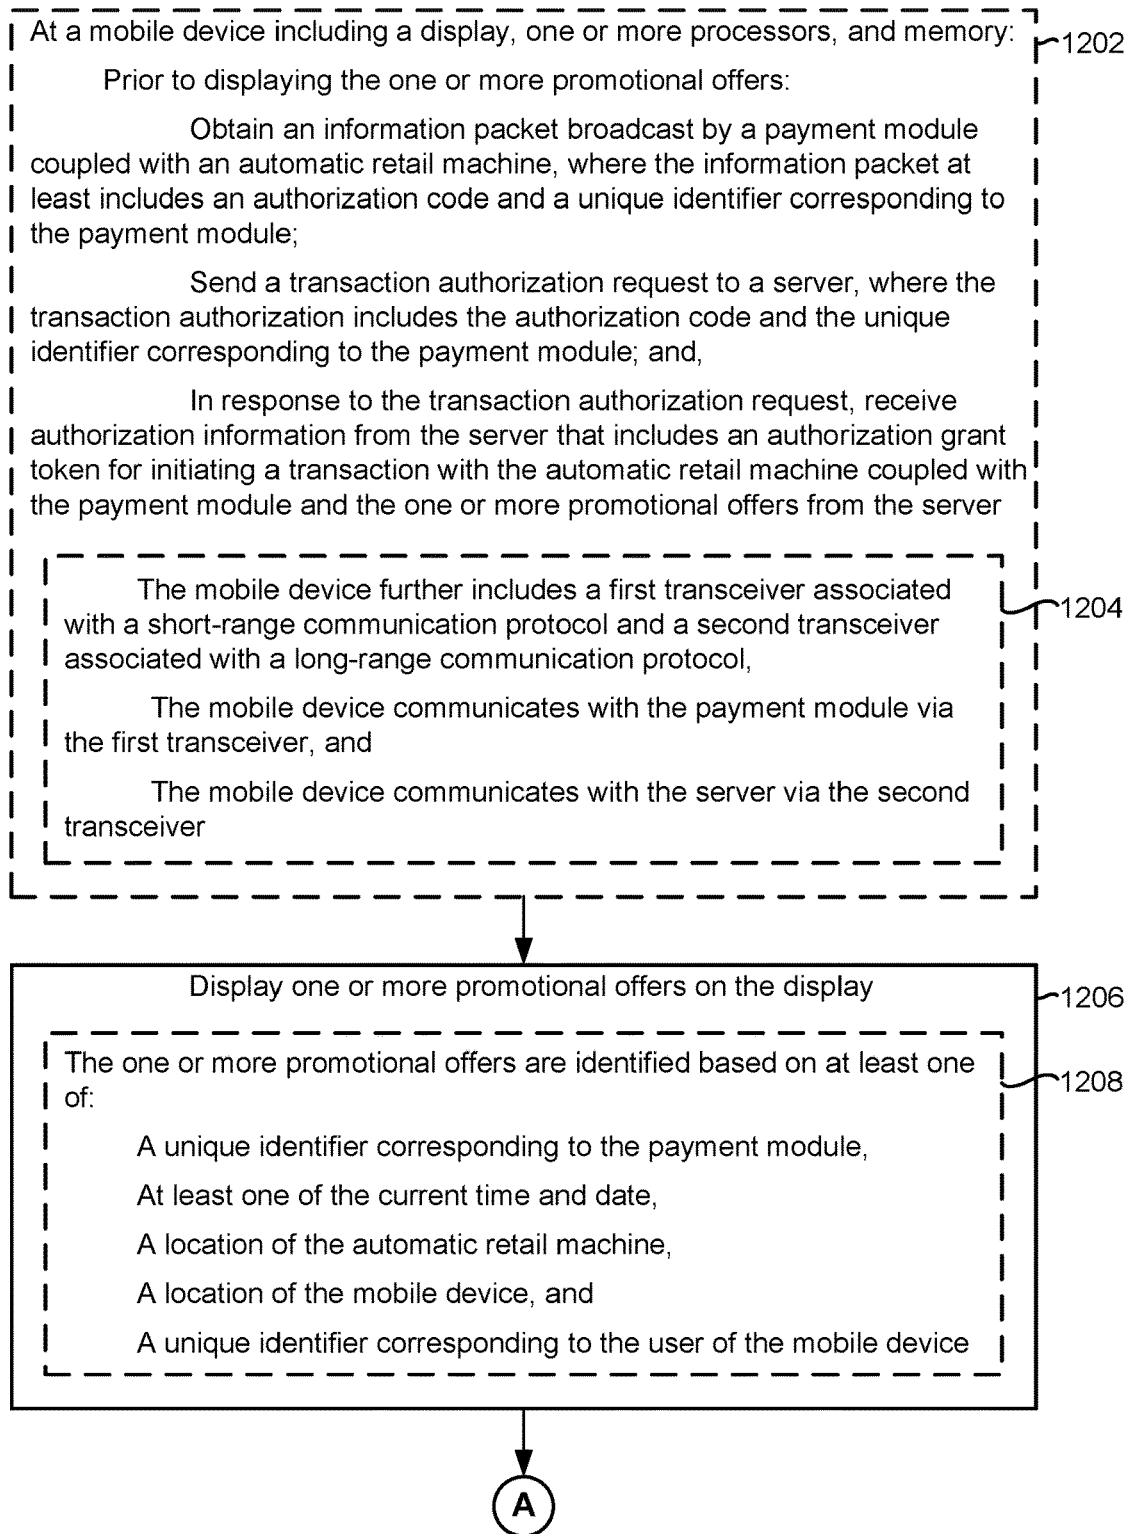 At a mobile device including a display, one or more processors, and memory:
1202
Prior to displaying the one or more promotional offers:
Obtain an information packet broadcast by a payment module
coupled with an automatic retail machine, where the information packet at
least includes an authorization code and a unique identifier corresponding to
the payment module;
Send a transaction authorization request to a server, where the
transaction authorization includes the authorization code and the unique
identifier corresponding to the payment module; and,
In response to the transaction authorization request, receive
authorization information from the server that includes an authorization grant
token for initiating a transaction with the automatic retail machine coupled with
the payment module and the one or more promotional offers from the server
The mobile device further includes a first transceiver associated
1204
with a short-range communication protocol and a second transceiver
associated with a long-range communication protocol,
The mobile device communicates with the payment module via
the first transceiver, and
The mobile device communicates with the server via the second
transceiver
Display one or more promotional offers on the display
1206
The one or more promotional offers are identified based on at least one
1208
of:
A unique identifier corresponding to the payment module,
At least one of the current time and date,
A location of the automatic retail machine,
A location of the mobile device, and
A unique identifier corresponding to the user of the mobile device
A